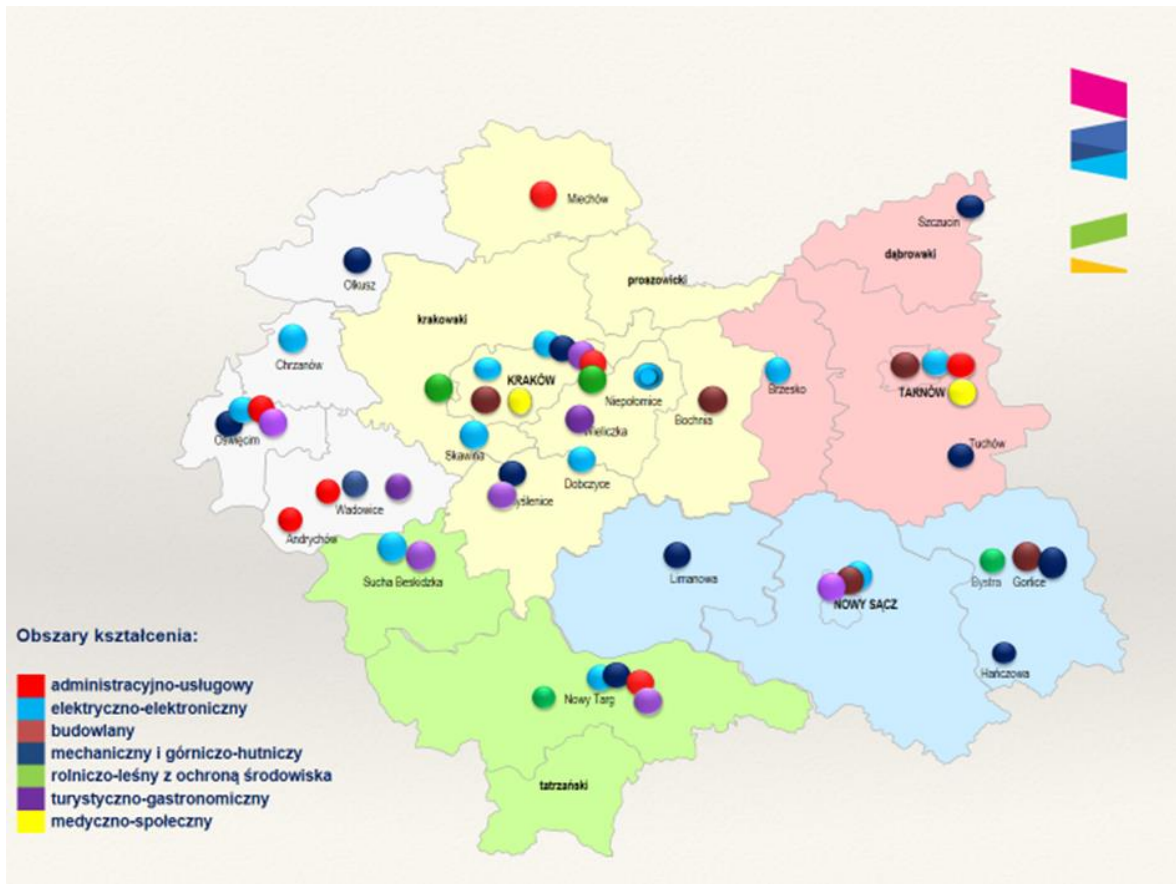 Miechów
Szczucin
dąbrowski
Olkusz
proszowicki
krakowski
Chrzanów
KRAKÓW
Niepołomice
Brzesko
TARNÓW
Bochnia
Oświęcim
Wieliczka
Skawina
Tuchów
Dobczyce
yślenice
Wadowice
Andrychów
Sucha Beskidzka
Limanowa
Bystra
Gorlice
NOWY SĄCZ
Obszary kształcenia:
Hańczowa
administracyjno-usługowy
Nowy Targ
elektryczno-elektroniczny
budowlany
mechaniczny i górniczo-hutniczy
rolniczo-leśny z ochroną środowiska
tatrzański
turystyczno-gastronomiczny
medyczno-społeczny